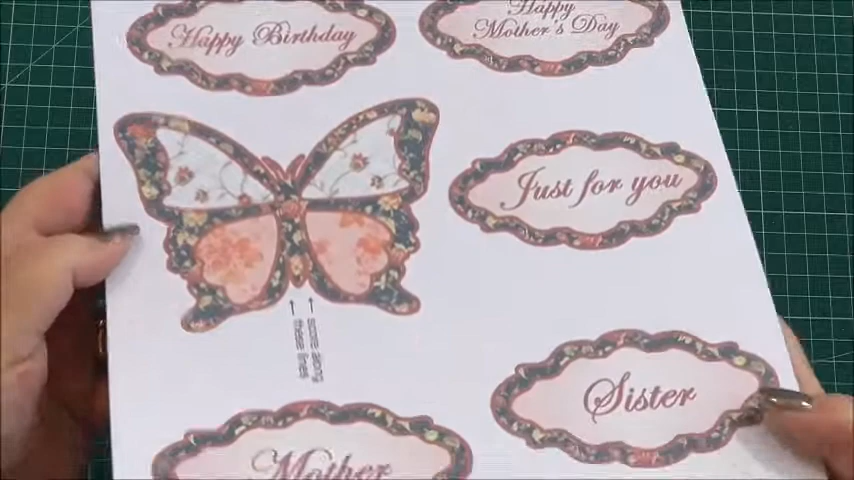 Happy Birthday
Happy
Mother's Day
Just for you
score along
these lines
Sister
Mother